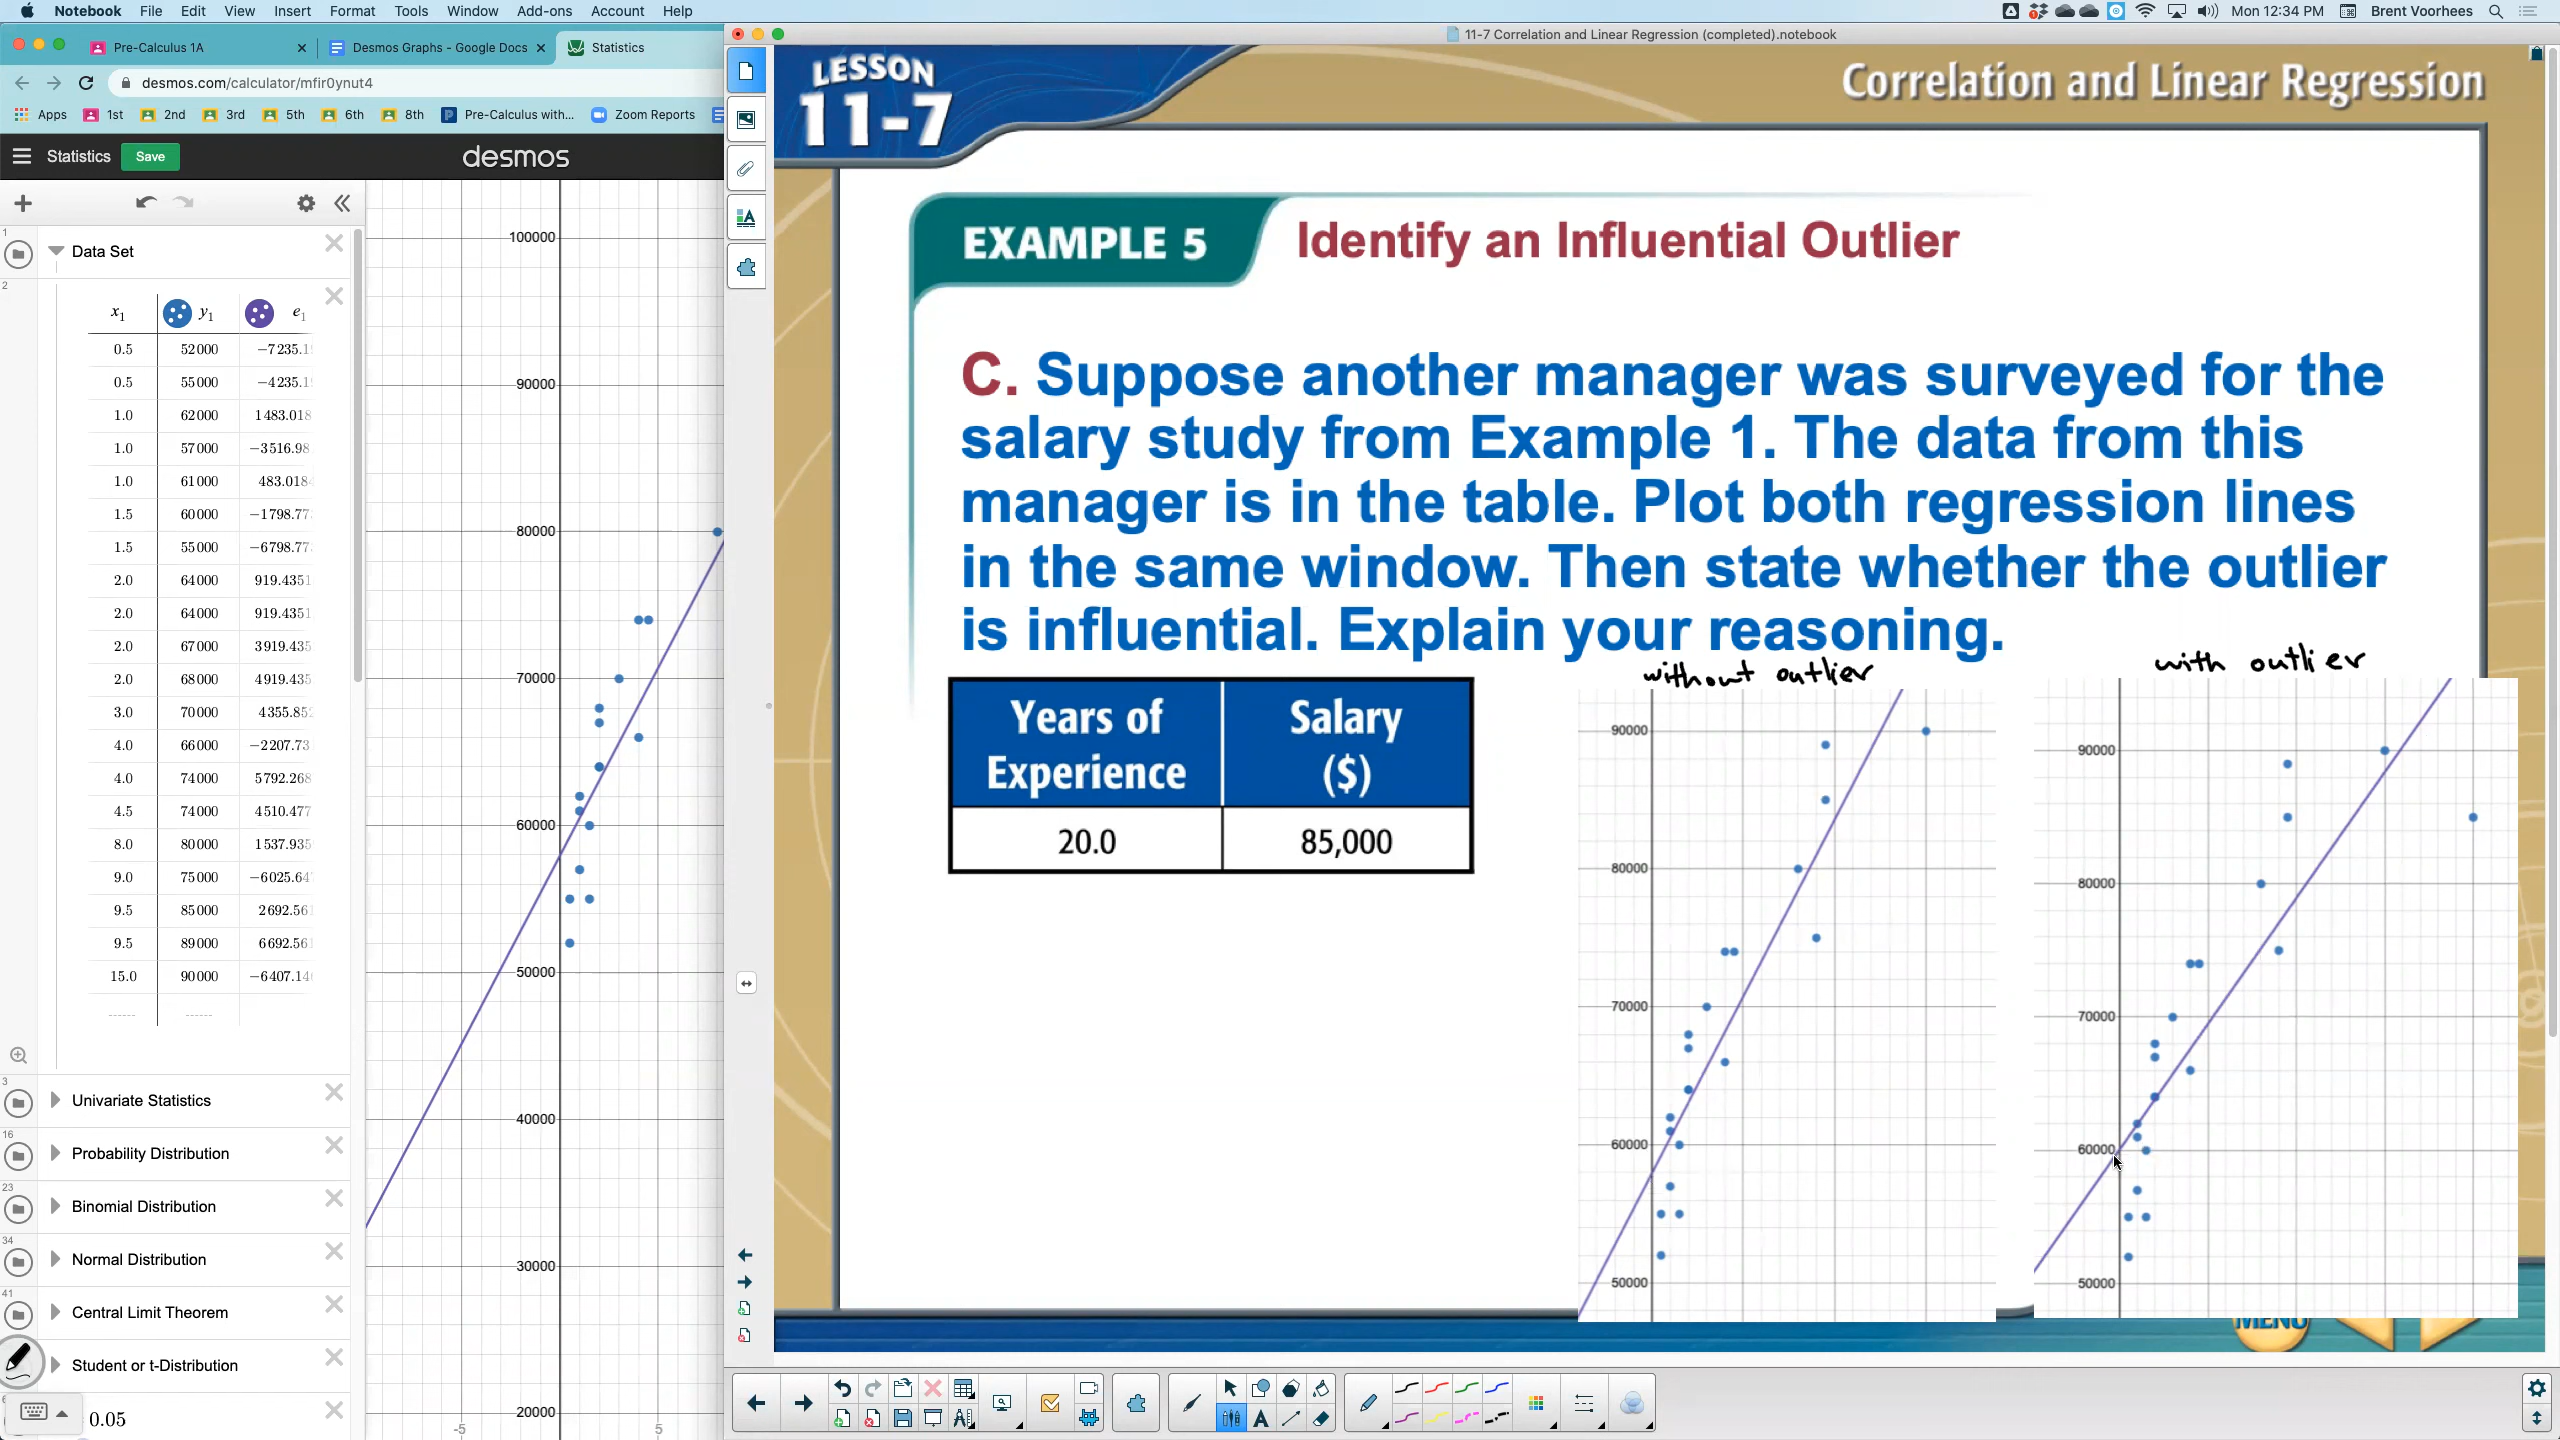 Notebook File Edit View Insert Format Tools Window Add-ons Account Help
Mon 12:34 PM Brent Voorhees
Pre-Calculus 1A
Desmos Graphs - Google Docs
Statistics
desmos.com/calculator/mfir0ynut4
Apps 1st 2nd 3rd 5th 6th 8th Pre-Calculus with... Zoom Reports
Statistics Save desmos
1
Data Set
2
x1 y1 e1
0.5 52000 −7235.1
0.5 55000 −4235.1
1.0 62000 1483.018
1.0 57000 −3516.98
1.0 61000 483.018
1.5 60000 −1798.77
1.5 55000 −6798.77
2.0 64000 919.4351
2.0 64000 919.4351
2.0 67000 3919.435
2.0 68000 4919.435
3.0 70000 4355.85
4.0 66000 −2207.73
4.0 74000 5792.268
4.5 74000 4510.477
8.0 80000 1537.935
9.0 75000 −6025.64
9.5 85000 2692.56
9.5 89000 6692.56
15.0 90000 −6407.14
3
Univariate Statistics
16
Probability Distribution
23
Binomial Distribution
34
Normal Distribution
41
Central Limit Theorem
Student or t-Distribution
0.05
100000
90000
80000
70000
60000
50000
40000
30000
20000
-5 5
11-7 Correlation and Linear Regression (completed).notebook
LESSON
11-7
Correlation and Linear Regression
EXAMPLE 5 Identify an Influential Outlier
C. Suppose another manager was surveyed for the
salary study from Example 1. The data from this
manager is in the table. Plot both regression lines
in the same window. Then state whether the outlier
is influential. Explain your reasoning.
Years of Experience Salary ($)
20.0 85,000
without outlier
90000
80000
70000
60000
50000
with outlier
90000
80000
70000
60000
50000
MENU